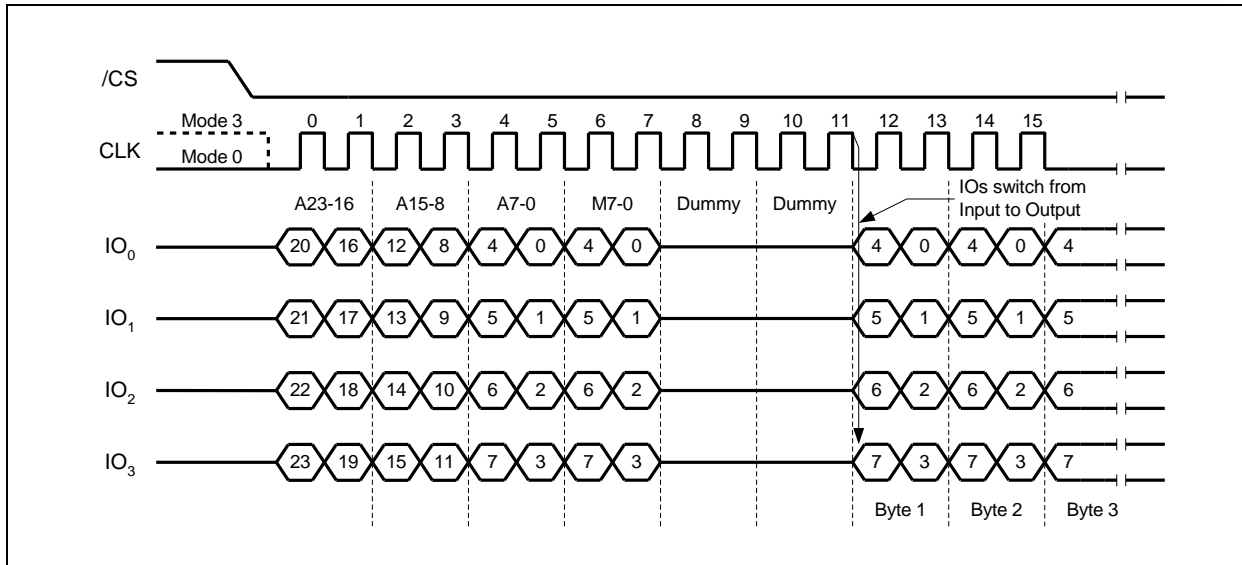 /CS
Mode 3 0 1 2 3 4 5 6 7 8 9 10 11 12 13 14 15
CLK
Mode 0
IOs switch from
Input to Output
A23-16 A15-8 A7-0 M7-0 Dummy Dummy
IO0 20 16 12 8 4 0 4 0 4 0 4 0 4
IO1 21 17 13 9 5 1 5 1 5 1 5 1 5
IO2 22 18 14 10 6 2 6 2 6 2 6 2 6
IO3 23 19 15 11 7 3 7 3 7 3 7 3 7
Byte 1 Byte 2 Byte 3